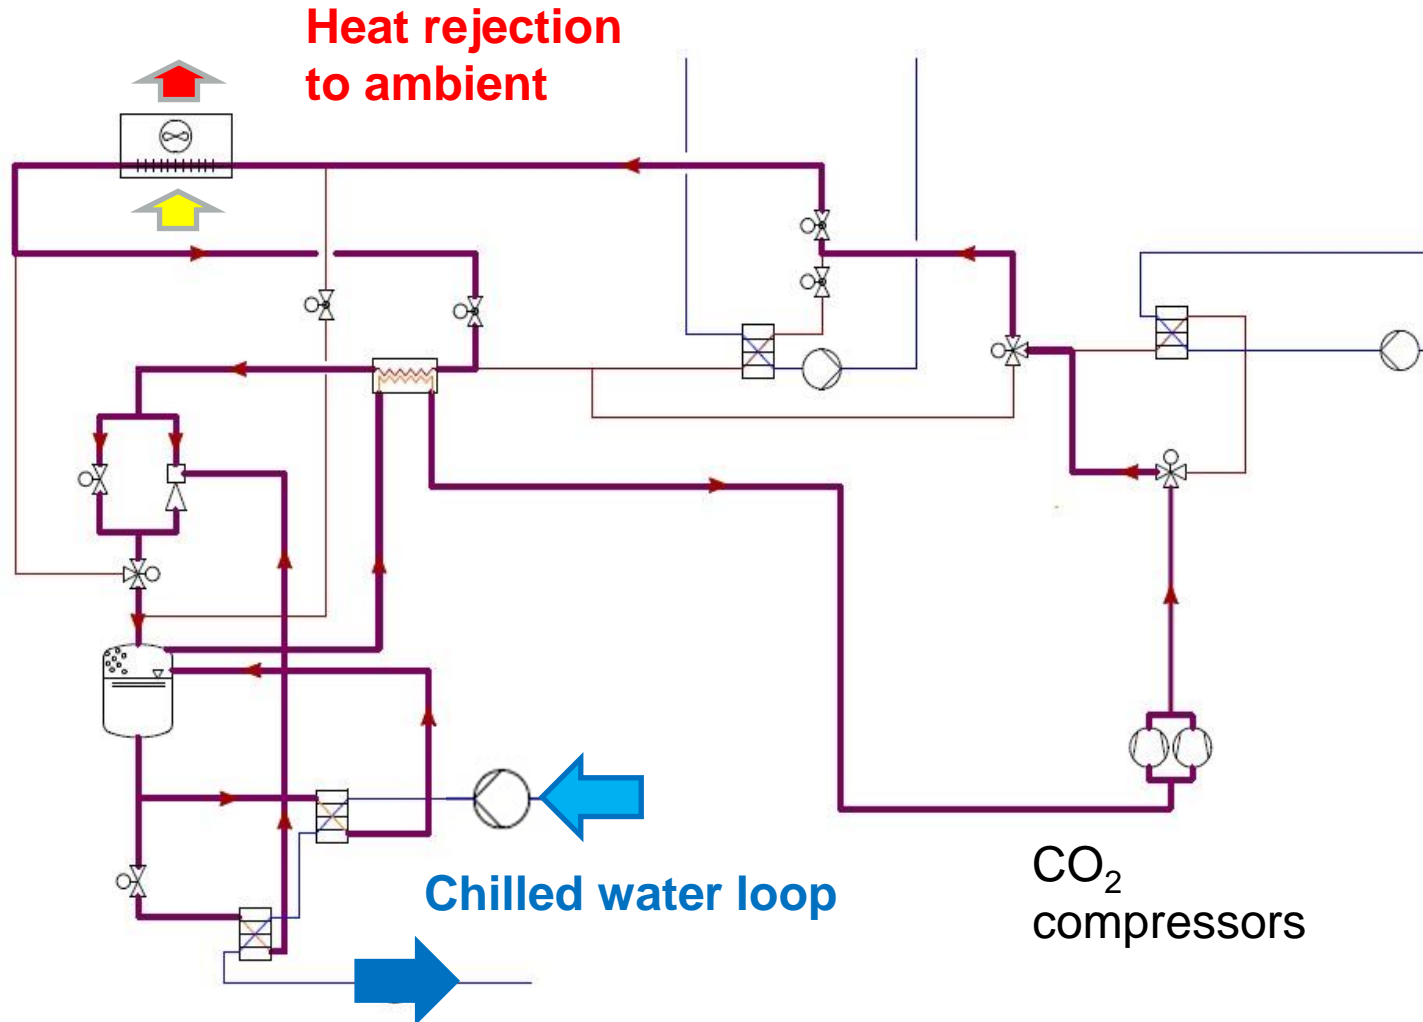 Heat rejection
to ambient
Chilled water loop
CO₂
compressors